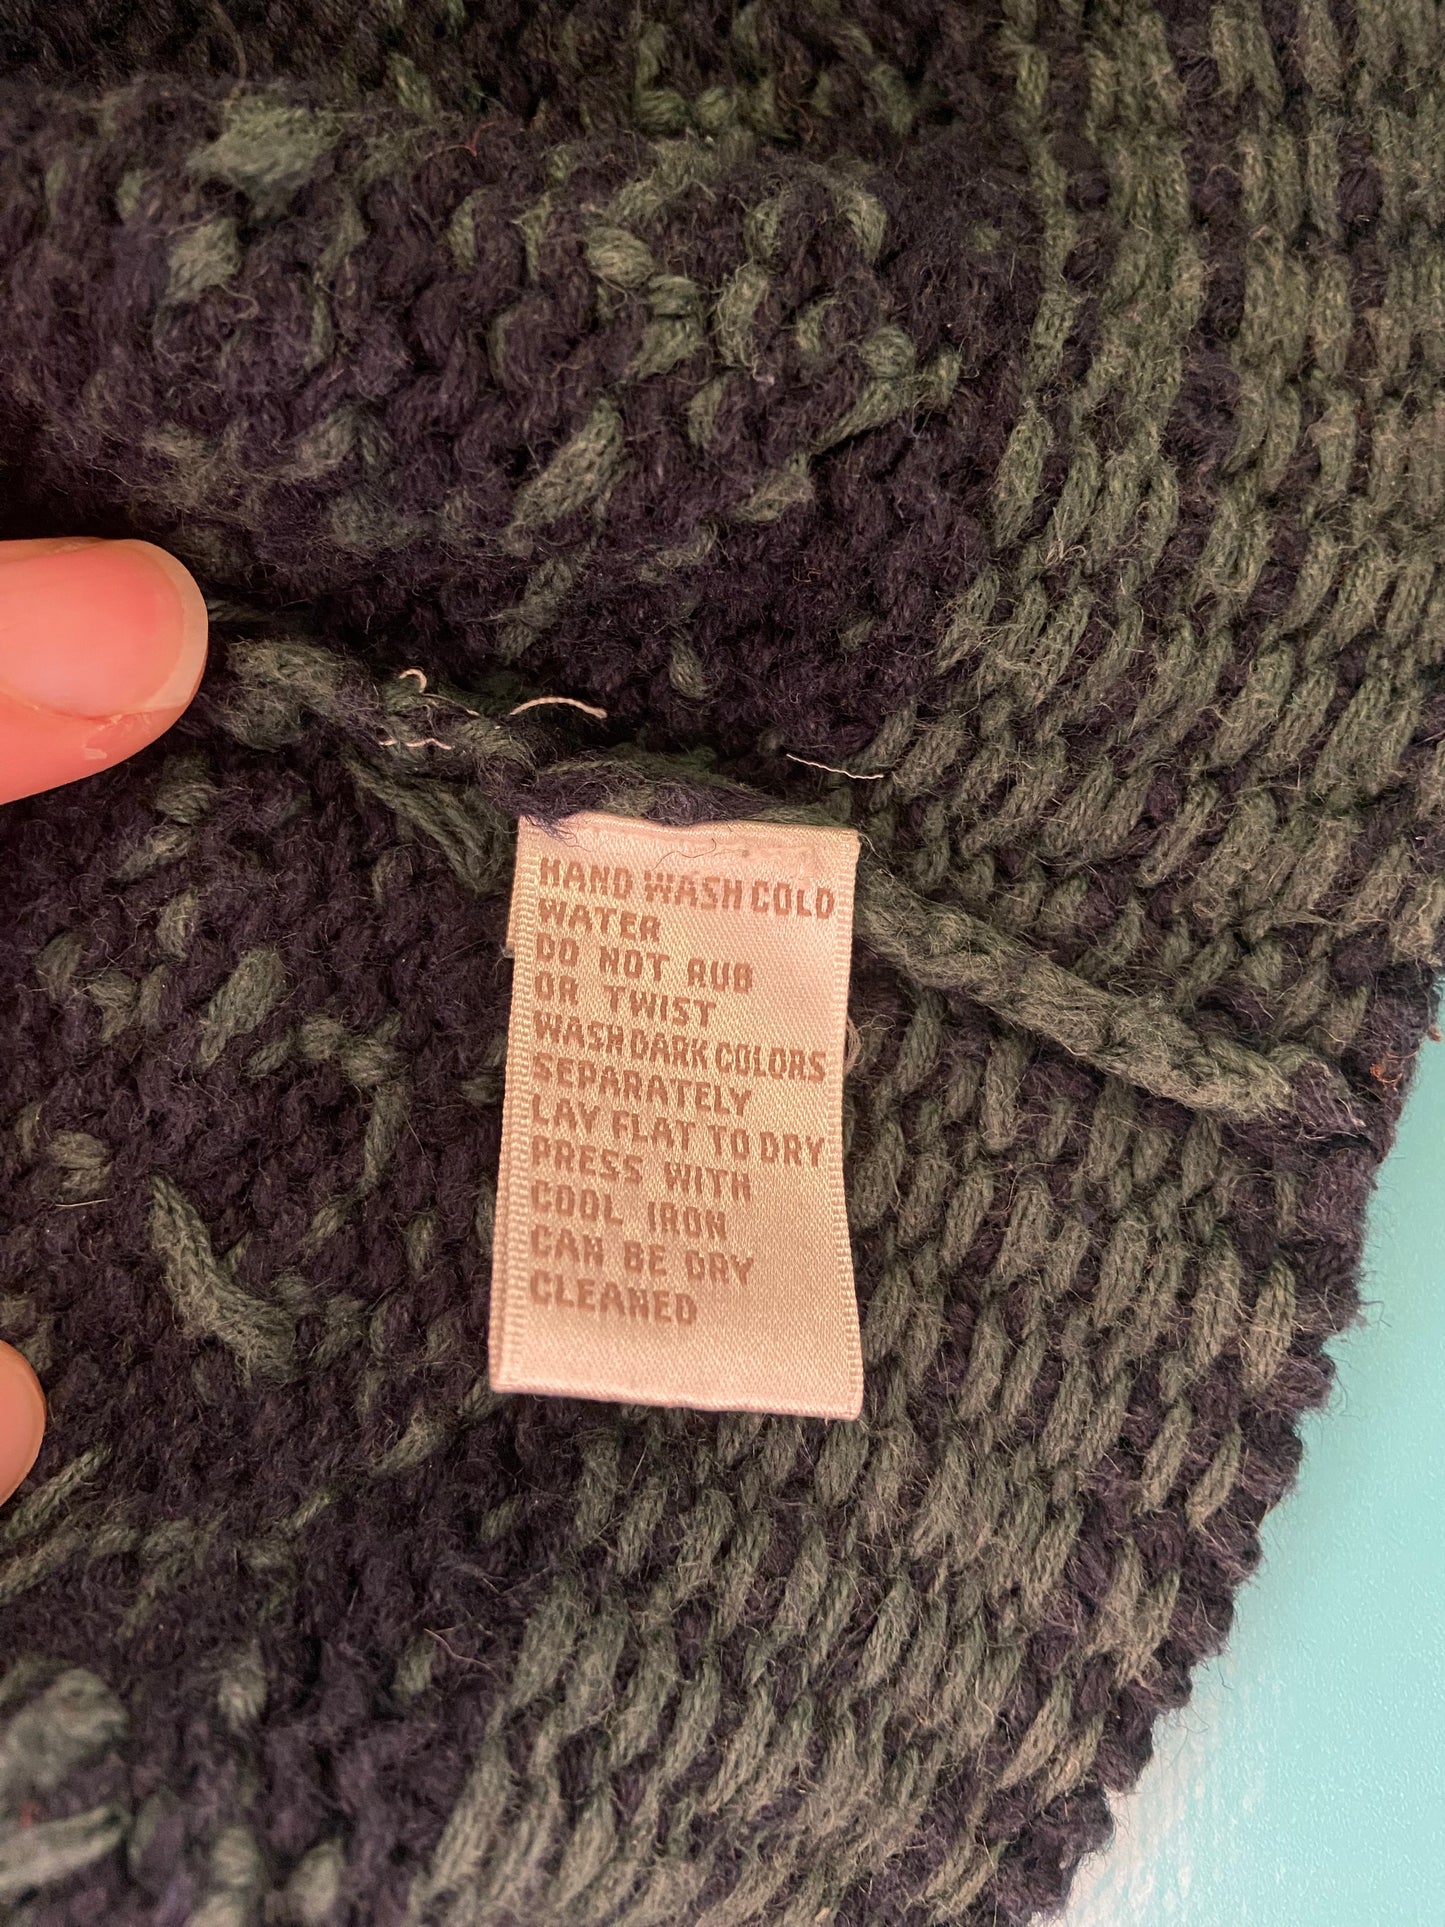 HAND WASH COLD
WATER
DO NOT RUB
OR TWIST
WASH DARK COLORS
SEPARATELY
LAY FLAT TO DRY
PRESS WITH
COOL IRON
CAN BE DRY
CLEANED